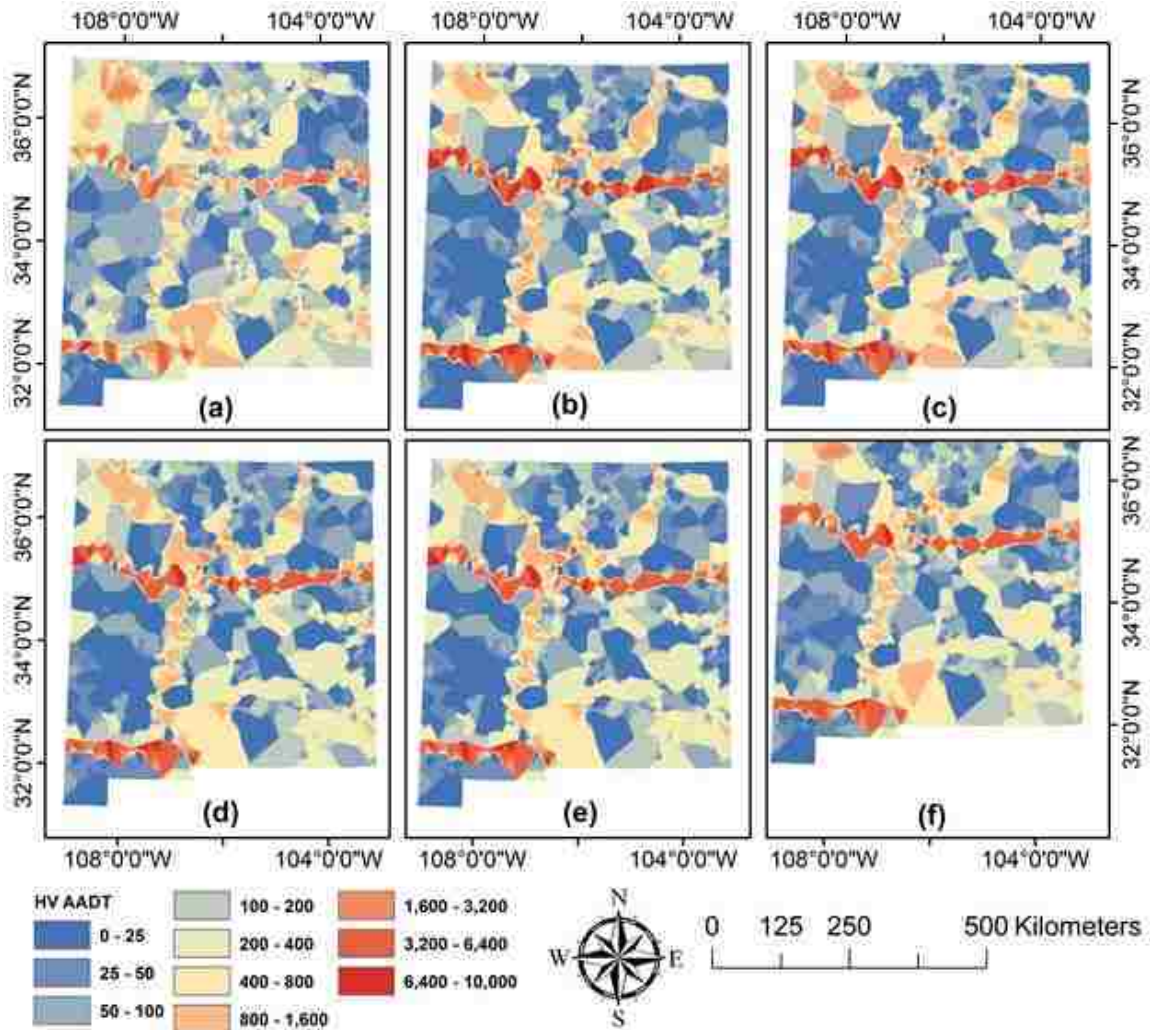 108°0'0"W 104°0'0"W 108°0'0"W 104°0'0"W 108°0'0"W 104°0'0"W
36°0'0"N
34°0'0"N
32°0'0"N
36°0'0"N
34°0'0"N
32°0'0"N
(a) (b) (c)
36°0'0"N
34°0'0"N
32°0'0"N
36°0'0"N
34°0'0"N
32°0'0"N
(d) (e) (f)
108°0'0"W 104°0'0"W 108°0'0"W 104°0'0"W 108°0'0"W 104°0'0"W
HV AADT
0 - 25
25 - 50
50 - 100
100 - 200
200 - 400
400 - 800
800 - 1,600
1,600 - 3,200
3,200 - 6,400
6,400 - 10,000
N
W E
S
0 125 250 500 Kilometers